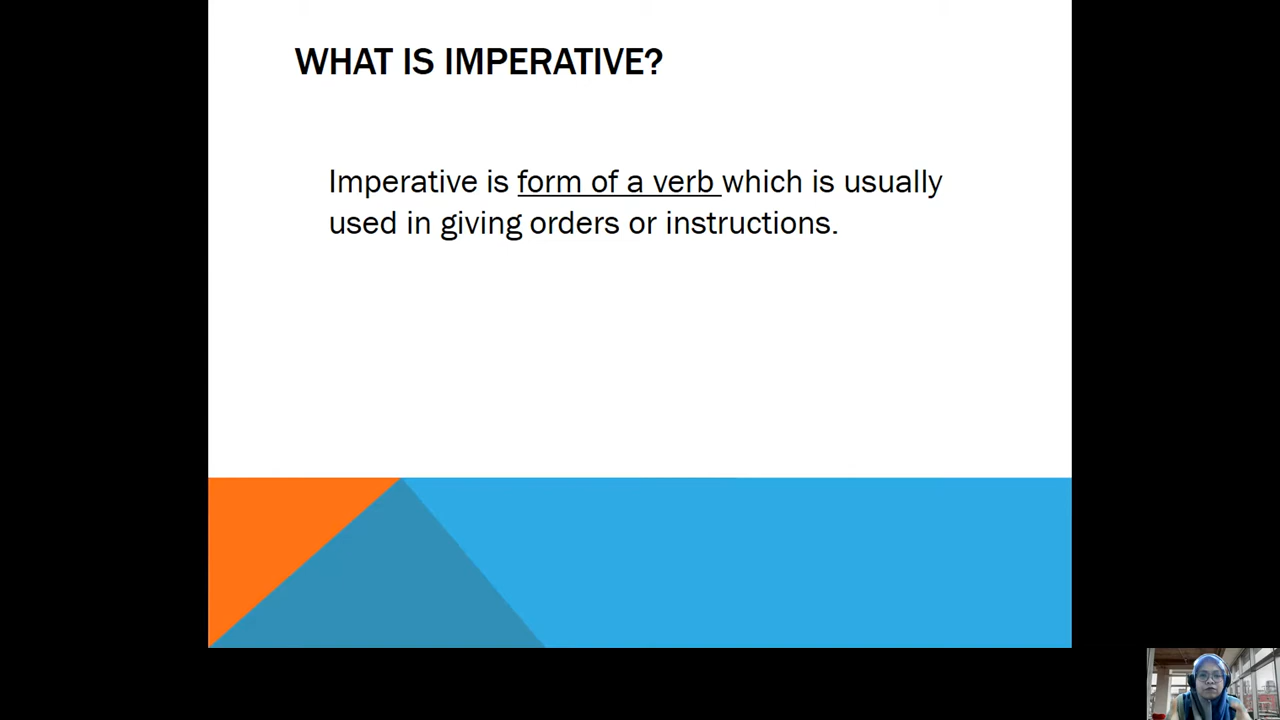 WHAT IS IMPERATIVE?
Imperative is form of a verb which is usually
used in giving orders or instructions.